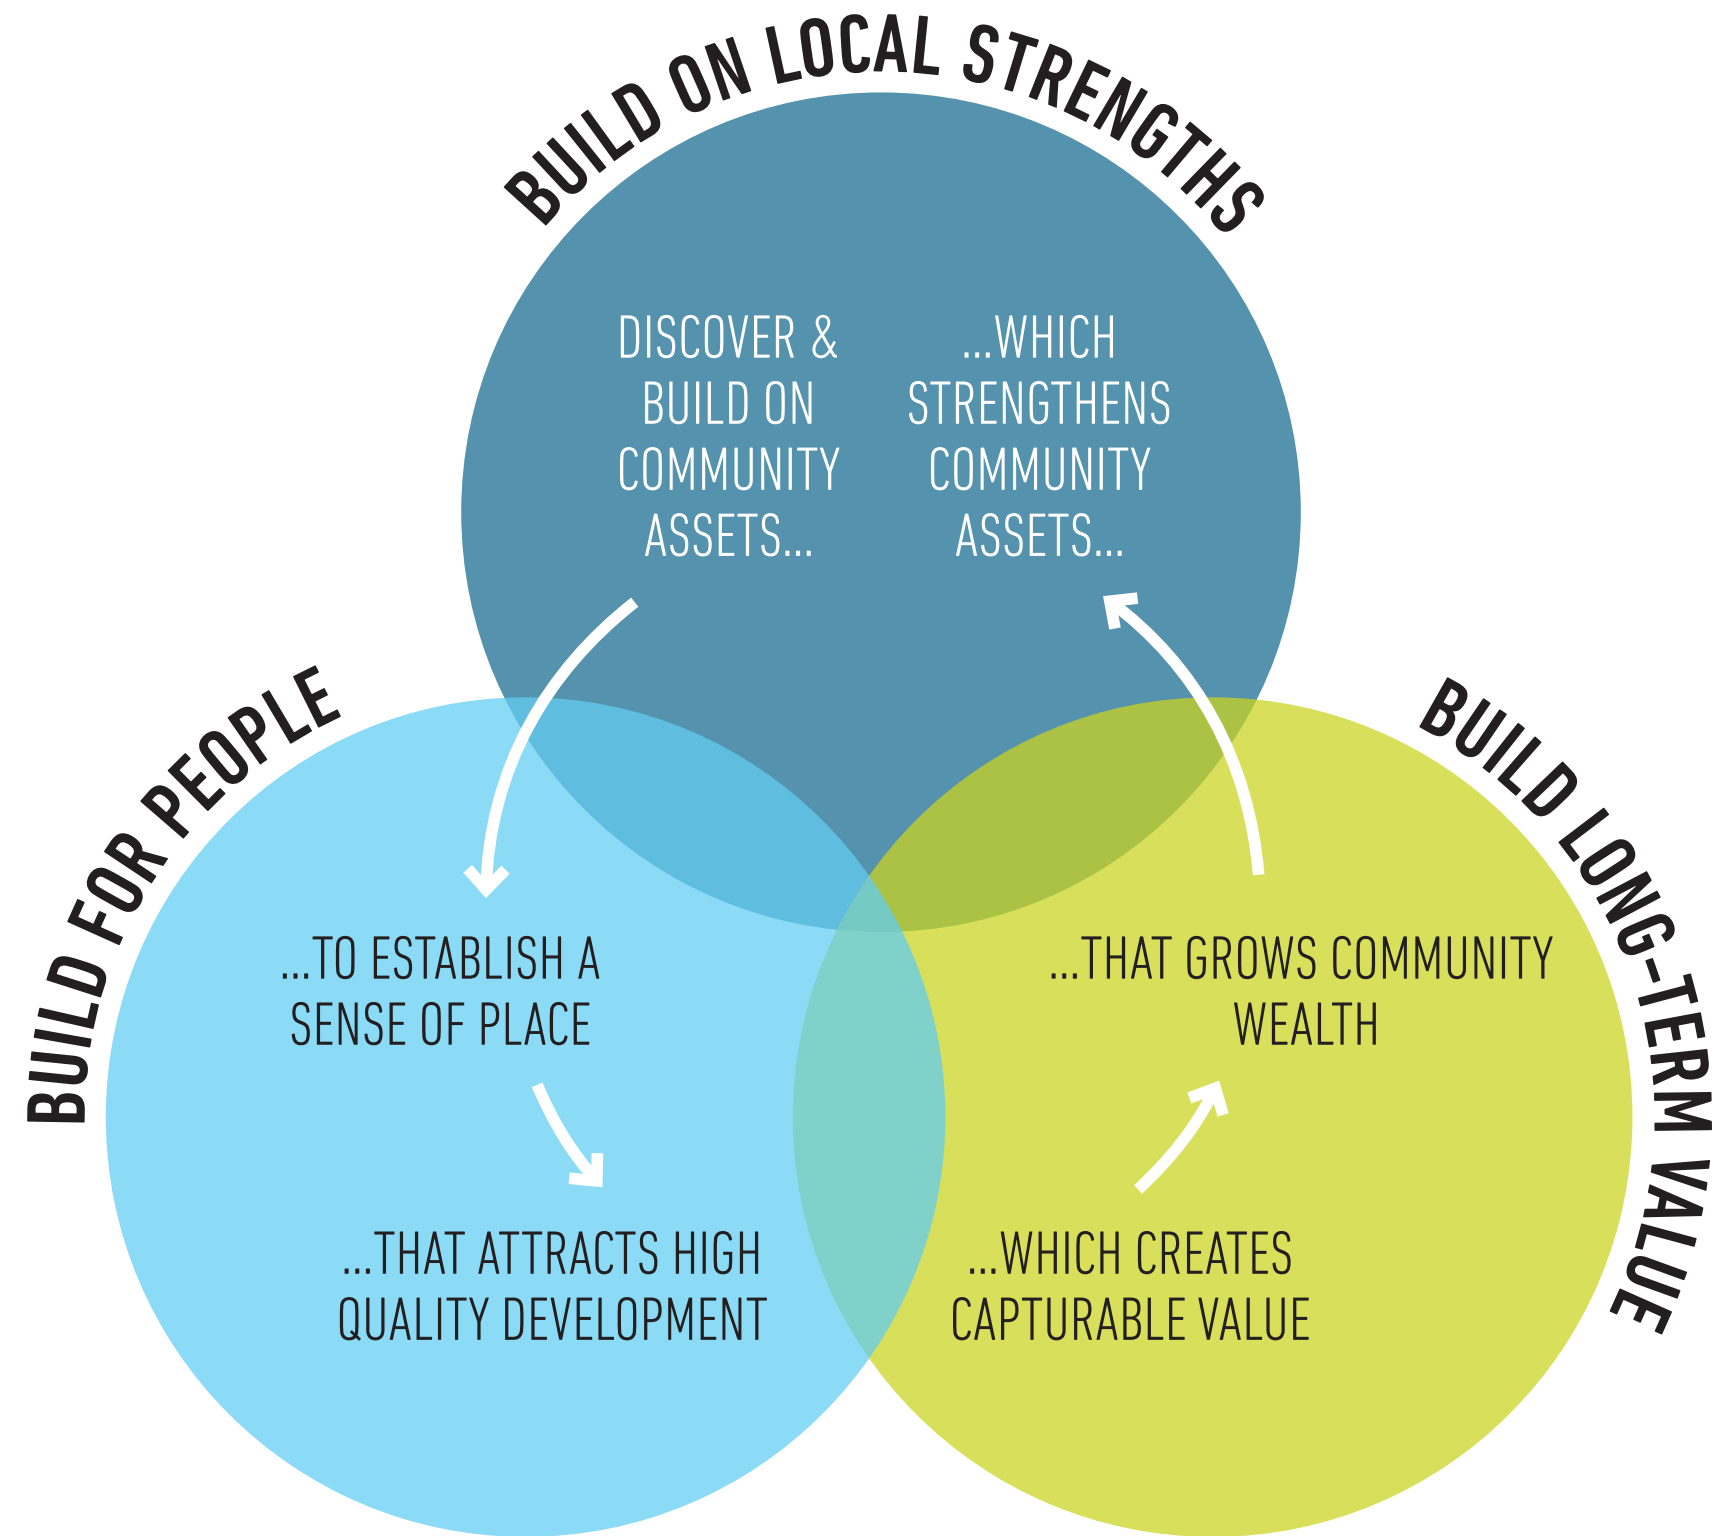 BUILD ON LOCAL STRENGTHS
DISCOVER &
BUILD ON
COMMUNITY
ASSETS...
...WHICH
STRENGTHENS
COMMUNITY
ASSETS...
BUILD FOR PEOPLE
...TO ESTABLISH A
SENSE OF PLACE
...THAT ATTRACTS HIGH
QUALITY DEVELOPMENT
BUILD LONG-TERM VALUE
...THAT GROWS COMMUNITY
WEALTH
...WHICH CREATES
CAPTURABLE VALUE